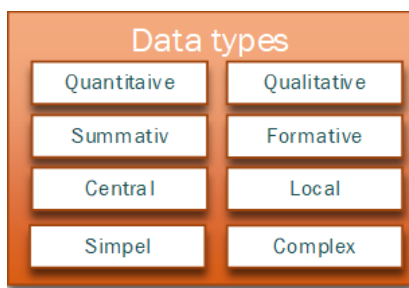 Data types
Quantitaive Qualitative
Summativ Formative
Central Local
Simpel Complex